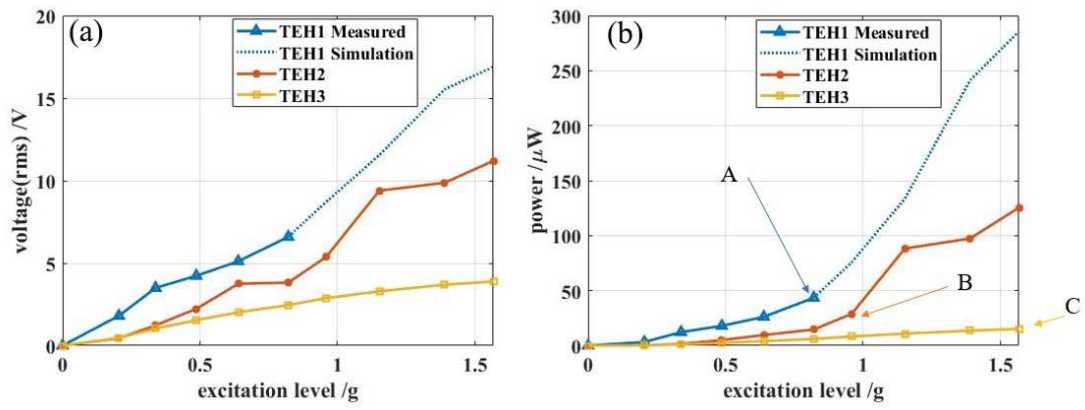 (a)
TEH1 Measured
TEH1 Simulation
TEH2
TEH3
20
15
10
5
0
voltage(rms) /V
0 0.5 1 1.5
excitation level /g
(b)
TEH1 Measured
TEH1 Simulation
TEH2
TEH3
300
250
200
150
100
50
0
power /μW
A
B
C
0 0.5 1 1.5
excitation level /g